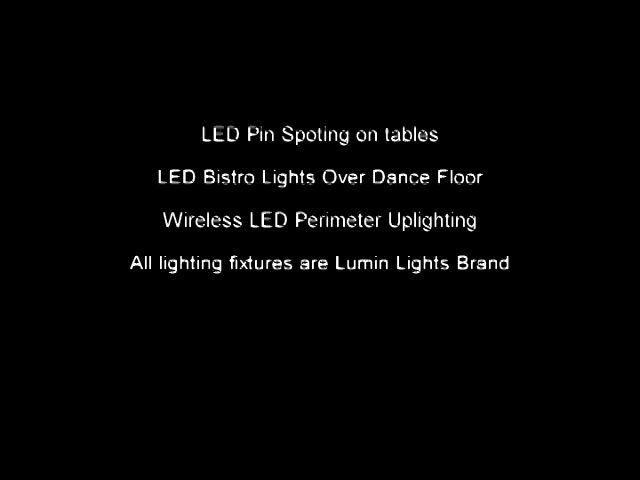 LED Pin Spoting on tables
LED Bistro Lights Over Dance Floor
Wireless LED Perimeter Uplighting
All lighting fixtures are Lumin Lights Brand